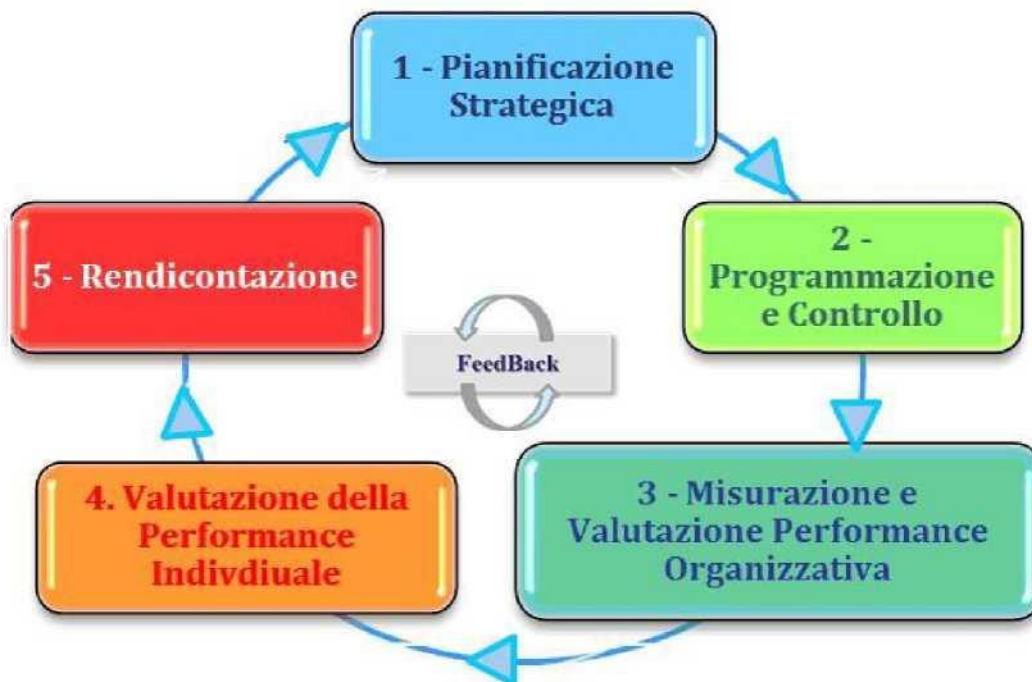 1 - Pianificazione
Strategica
2 -
Programmazione
e Controllo
3 - Misurazione e
Valutazione Performance
Organizzativa
4. Valutazione della
Performance
Indivdiuale
5 - Rendicontazione
FeedBack